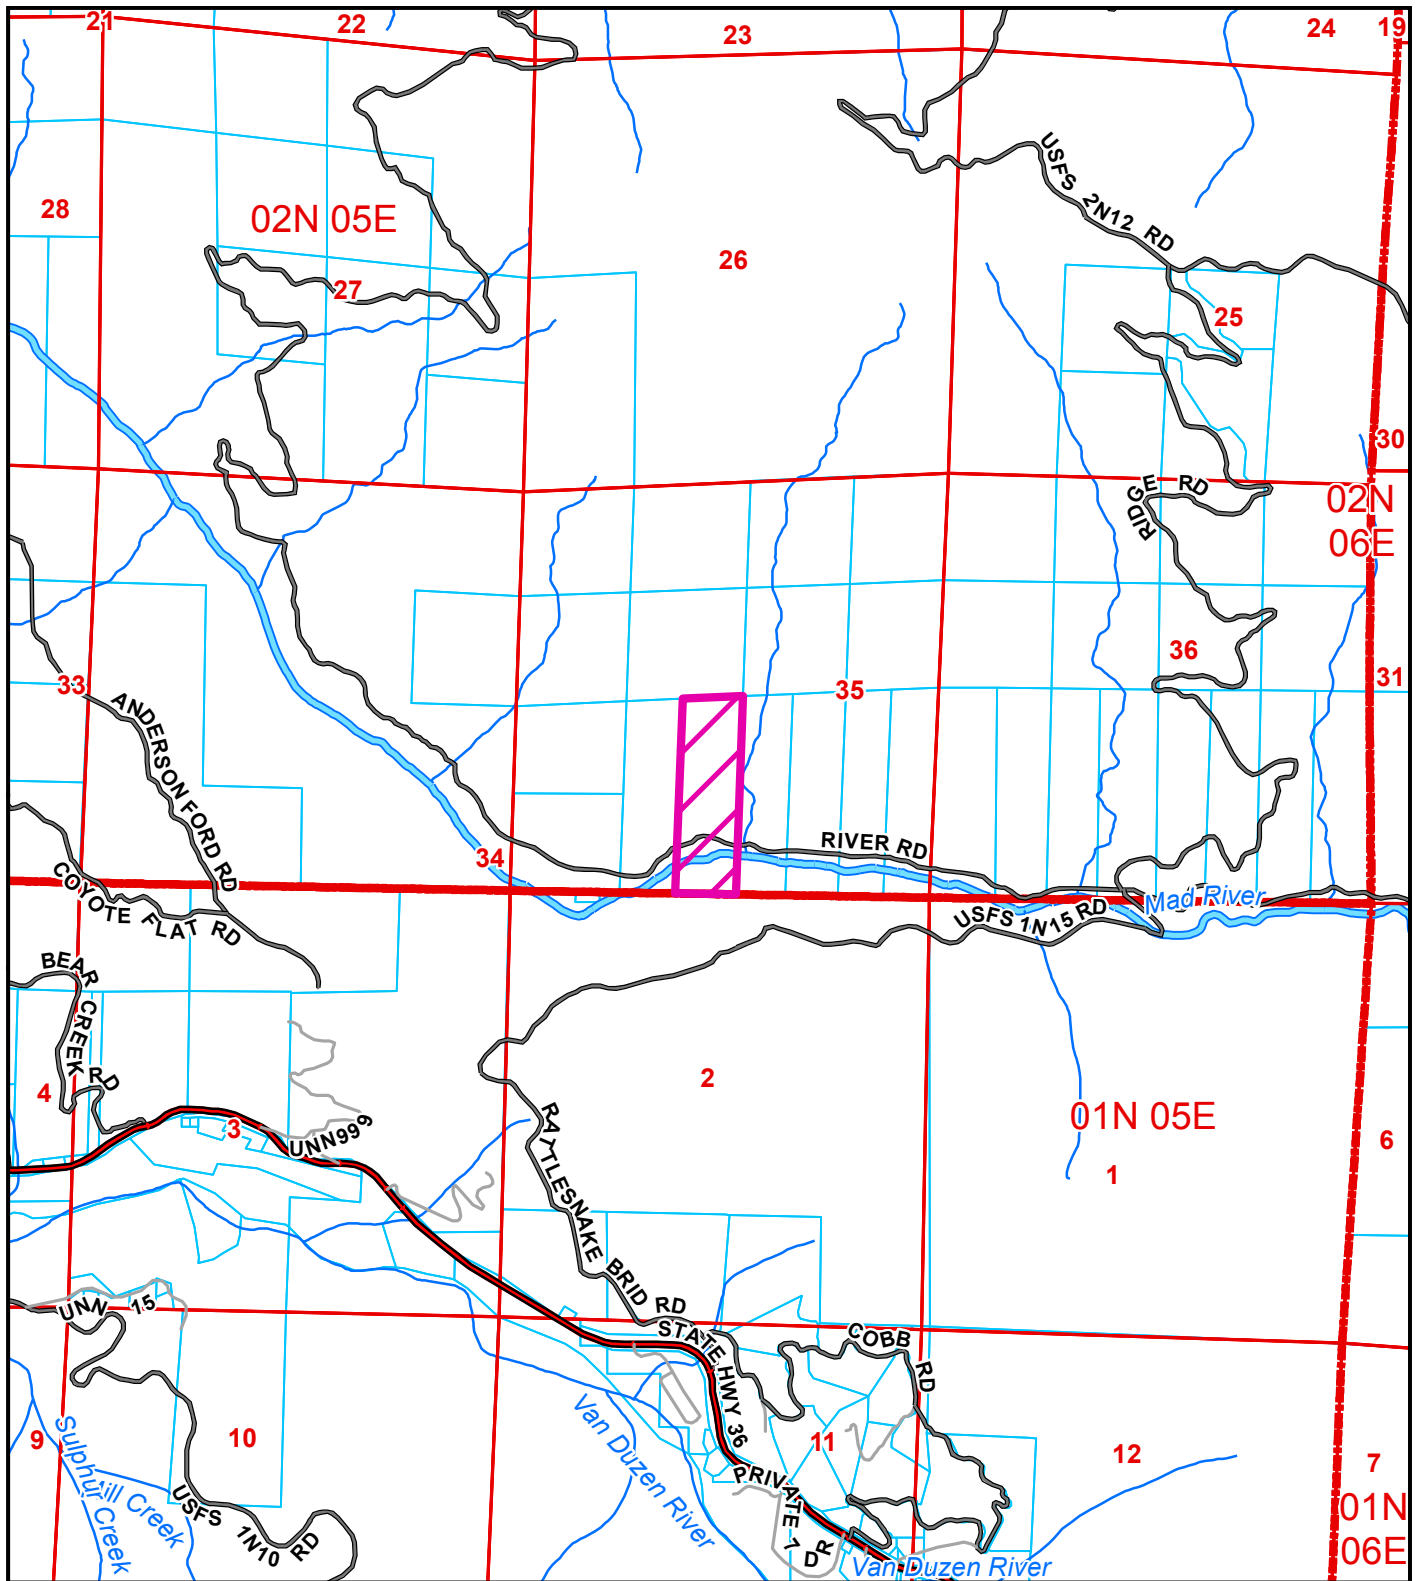 21
22
23
24
19
USFS 2N12 RD
28
02N 05E
26
27
25
30
RIDGE RD
02N
06E
36
33
35
31
ANDERSON FORD RD
RIVER RD
34
COYOTE FLAT RD
Mad River
USFS 1N15 RD
BEAR CREEK RD
2
4
01N 05E
3
UNN999
RATTLESNAKE BRID RD
6
1
UNN 15
STATE HWY 36
COBB RD
9
10
11
12
7
Sulphur Creek
Mill Creek
Van Duzen River
PRIVATE 7 DR
USFS 1N10 RD
01N
06E
Van Duzen River